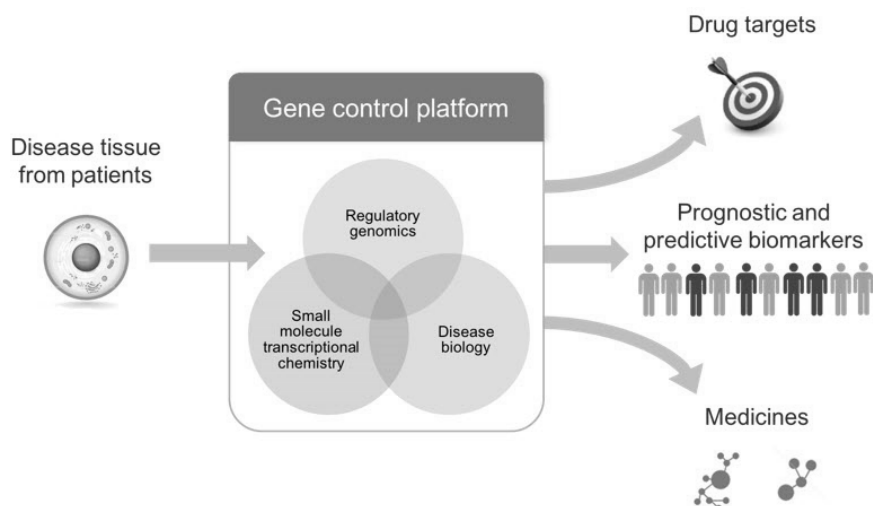 Disease tissue
from patients
Gene control platform
Regulatory
genomics
Small
molecule
transcriptional
chemistry
Disease
biology
Drug targets
Prognostic and
predictive biomarkers
Medicines